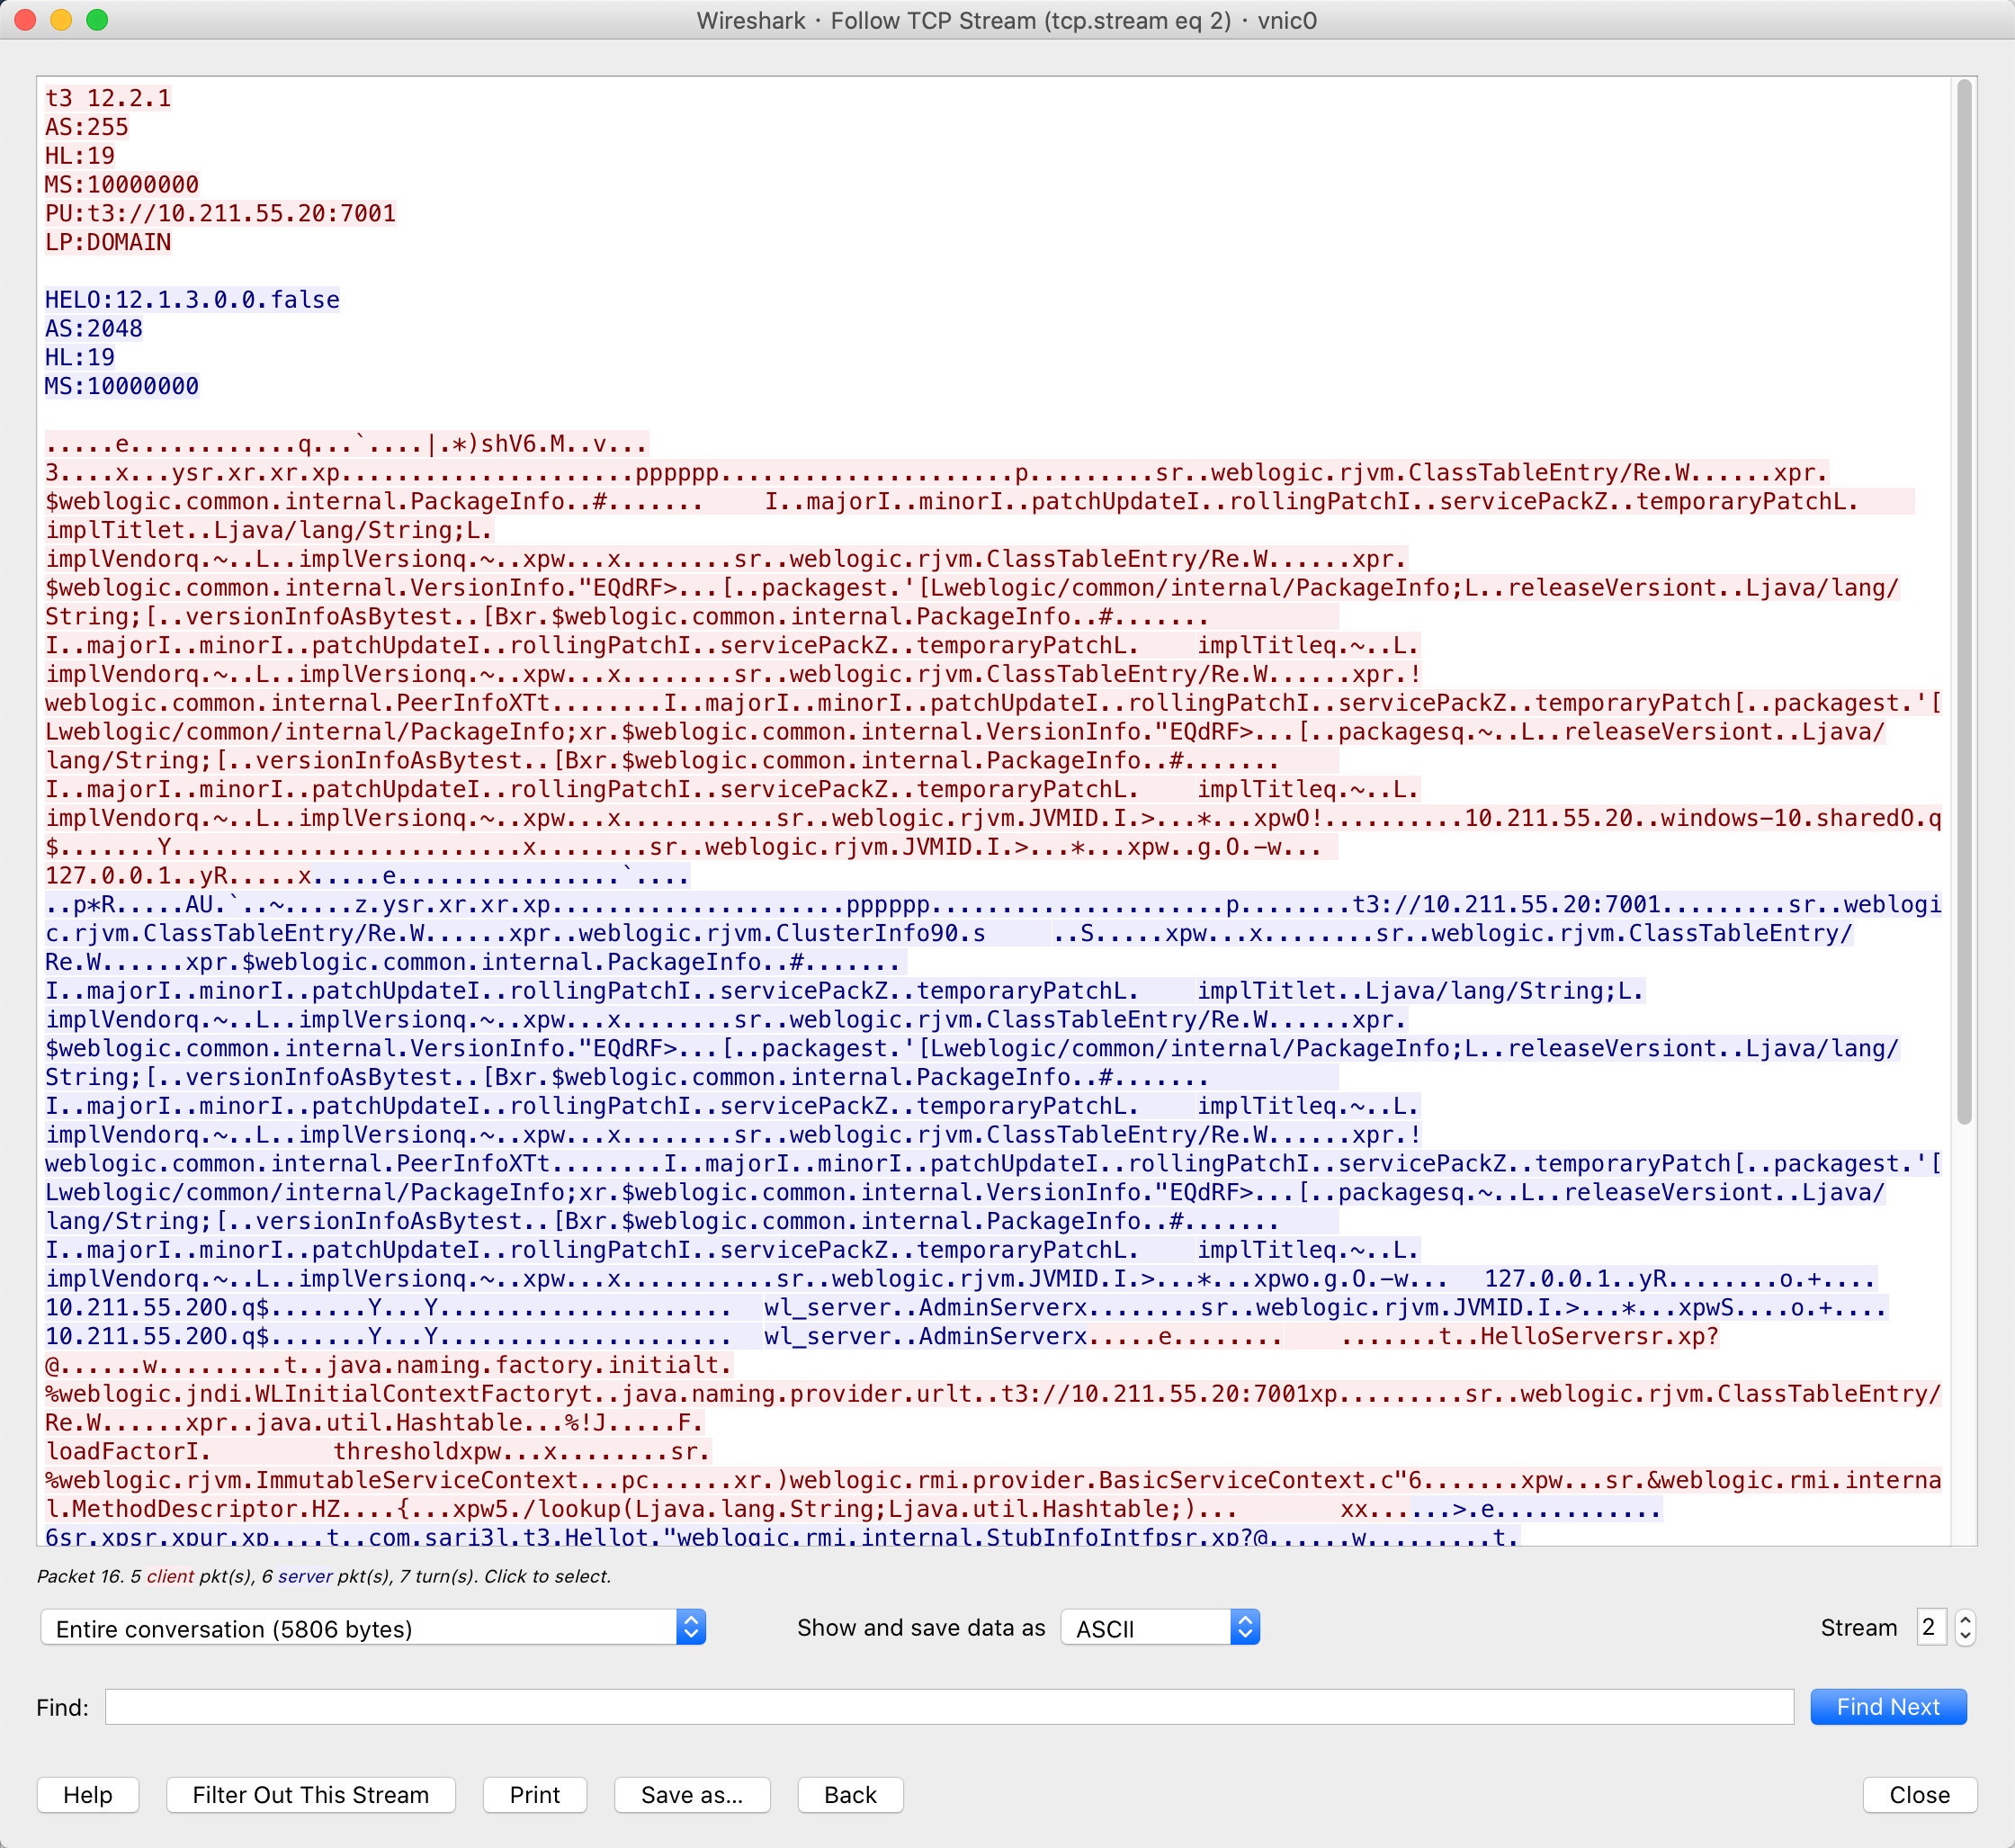 Wireshark · Follow TCP Stream (tcp.stream eq 2) · vnic0
t3 12.2.1
AS:255
HL:19
MS:10000000
PU:t3://10.211.55.20:7001
LP:DOMAIN
HELO:12.1.3.0.0.false
AS:2048
HL:19
MS:10000000
.....e............q...`....|.*)shV6.M..v...
3....x...ysr.xr.xr.xp.....................pppppp.....................p.........sr..weblogic.rjvm.ClassTableEntry/Re.W......xpr.
$weblogic.common.internal.PackageInfo..#....... I..majorI..minorI..patchUpdateI..rollingPatchI..servicePackZ..temporaryPatchL.
implTitlet..Ljava/lang/String;L.
implVendorq.~..L..implVersionq.~..xpw...x........sr..weblogic.rjvm.ClassTableEntry/Re.W......xpr.
$weblogic.common.internal.VersionInfo."EQdRF>...[..packagest.'[Lweblogic/common/internal/PackageInfo;L..releaseVersiont..Ljava/lang/
String;[..versionInfoAsBytest..[Bxr.$weblogic.common.internal.PackageInfo..#.......
I..majorI..minorI..patchUpdateI..rollingPatchI..servicePackZ..temporaryPatchL. implTitleq.~..L.
implVendorq.~..L..implVersionq.~..xpw...x........sr..weblogic.rjvm.ClassTableEntry/Re.W......xpr.!
weblogic.common.internal.PeerInfoXTt........I..majorI..minorI..patchUpdateI..rollingPatchI..servicePackZ..temporaryPatch[..packagest.'[
Lweblogic/common/internal/PackageInfo;xr.$weblogic.common.internal.VersionInfo."EQdRF>...[..packagesq.~..L..releaseVersiont..Ljava/
lang/String;[..versionInfoAsBytest..[Bxr.$weblogic.common.internal.PackageInfo..#.......
I..majorI..minorI..patchUpdateI..rollingPatchI..servicePackZ..temporaryPatchL. implTitleq.~..L.
implVendorq.~..L..implVersionq.~..xpw...x...........sr..weblogic.rjvm.JVMID.I.>...*...xpwO!..........10.211.55.20..windows-10.sharedO.q
$.......Y.........................x........sr..weblogic.rjvm.JVMID.I.>...*...xpw..g.O.-w...
127.0.0.1..yR.....x.....e................`....
..p*R.....AU.`..~.....z.ysr.xr.xr.xp.....................pppppp.....................p........t3://10.211.55.20:7001.........sr..weblogi
c.rjvm.ClassTableEntry/Re.W......xpr..weblogic.rjvm.ClusterInfo90.s ..S.....xpw...x........sr..weblogic.rjvm.ClassTableEntry/
Re.W......xpr.$weblogic.common.internal.PackageInfo..#.......
I..majorI..minorI..patchUpdateI..rollingPatchI..servicePackZ..temporaryPatchL. implTitlet..Ljava/lang/String;L.
implVendorq.~..L..implVersionq.~..xpw...x........sr..weblogic.rjvm.ClassTableEntry/Re.W......xpr.
$weblogic.common.internal.VersionInfo."EQdRF>...[..packagest.'[Lweblogic/common/internal/PackageInfo;L..releaseVersiont..Ljava/lang/
String;[..versionInfoAsBytest..[Bxr.$weblogic.common.internal.PackageInfo..#.......
I..majorI..minorI..patchUpdateI..rollingPatchI..servicePackZ..temporaryPatchL. implTitleq.~..L.
implVendorq.~..L..implVersionq.~..xpw...x........sr..weblogic.rjvm.ClassTableEntry/Re.W......xpr.!
weblogic.common.internal.PeerInfoXTt........I..majorI..minorI..patchUpdateI..rollingPatchI..servicePackZ..temporaryPatch[..packagest.'[
Lweblogic/common/internal/PackageInfo;xr.$weblogic.common.internal.VersionInfo."EQdRF>...[..packagesq.~..L..releaseVersiont..Ljava/
lang/String;[..versionInfoAsBytest..[Bxr.$weblogic.common.internal.PackageInfo..#.......
I..majorI..minorI..patchUpdateI..rollingPatchI..servicePackZ..temporaryPatchL. implTitleq.~..L.
implVendorq.~..L..implVersionq.~..xpw...x...........sr..weblogic.rjvm.JVMID.I.>...*...xpwo.g.O.-w... 127.0.0.1..yR........o.+....
10.211.55.20O.q$.......Y...Y..................... wl_server..AdminServerx........sr..weblogic.rjvm.JVMID.I.>...*...xpwS....o.+....
10.211.55.20O.q$.......Y...Y..................... wl_server..AdminServerx.....e........ .......t..HelloServersr.xp?
@......w.........t..java.naming.factory.initialt.
%weblogic.jndi.WLInitialContextFactoryt..java.naming.provider.urlt..t3://10.211.55.20:7001xp.........sr..weblogic.rjvm.ClassTableEntry/
Re.W......xpr..java.util.Hashtable...%!J.....F.
loadFactorI. thresholdxpw...x........sr.
%weblogic.rjvm.ImmutableServiceContext...pc......xr.)weblogic.rmi.provider.BasicServiceContext.c"6.......xpw...sr.&weblogic.rmi.interna
l.MethodDescriptor.HZ....{...xpw5./lookup(Ljava.lang.String;Ljava.util.Hashtable;)... xx.......>.e............
6sr.xpsr.xpur.xp....t..com.sari3l.t3.Hellot."weblogic.rmi.internal.StubInfoIntfpsr.xp?@......w.........t.
Packet 16. 5 client pkt(s), 6 server pkt(s), 7 turn(s). Click to select.
Entire conversation (5806 bytes) Show and save data as ASCII Stream 2
Find: Find Next
Help Filter Out This Stream Print Save as... Back Close